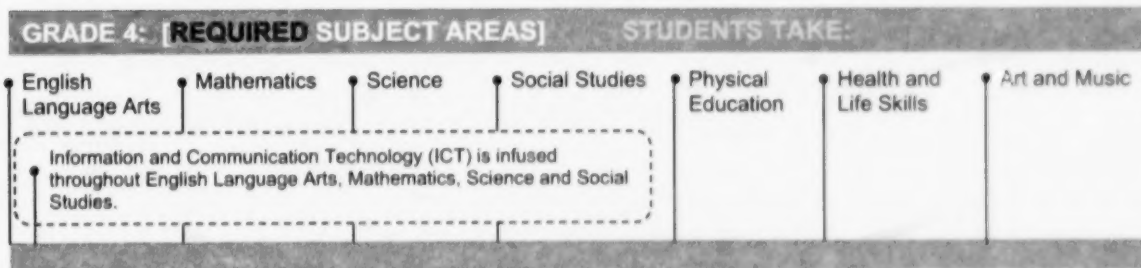 GRADE 4: [REQUIRED SUBJECT AREAS] STUDENTS TAKE:
English
Language Arts
Mathematics
Science
Social Studies
Physical
Education
Health and
Life Skills
Art and Music
Information and Communication Technology (ICT) is infused
throughout English Language Arts, Mathematics, Science and Social
Studies.